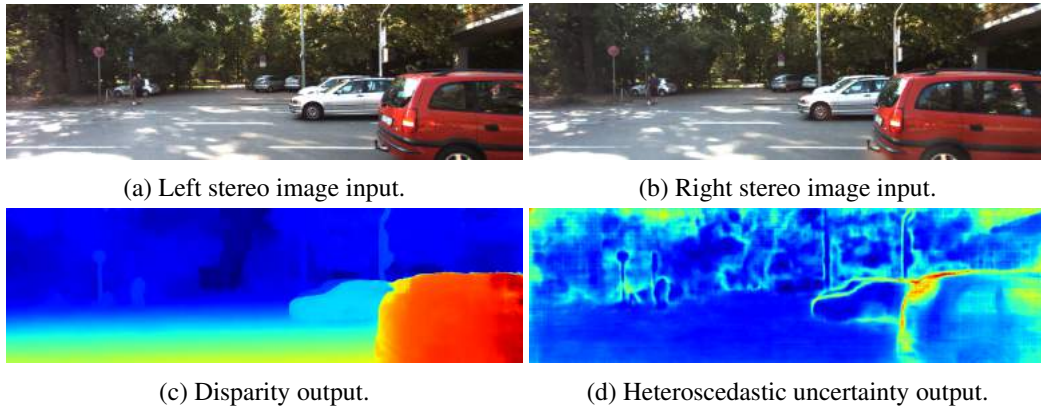 (a) Left stereo image input.
(b) Right stereo image input.
(c) Disparity output.
(d) Heteroscedastic uncertainty output.